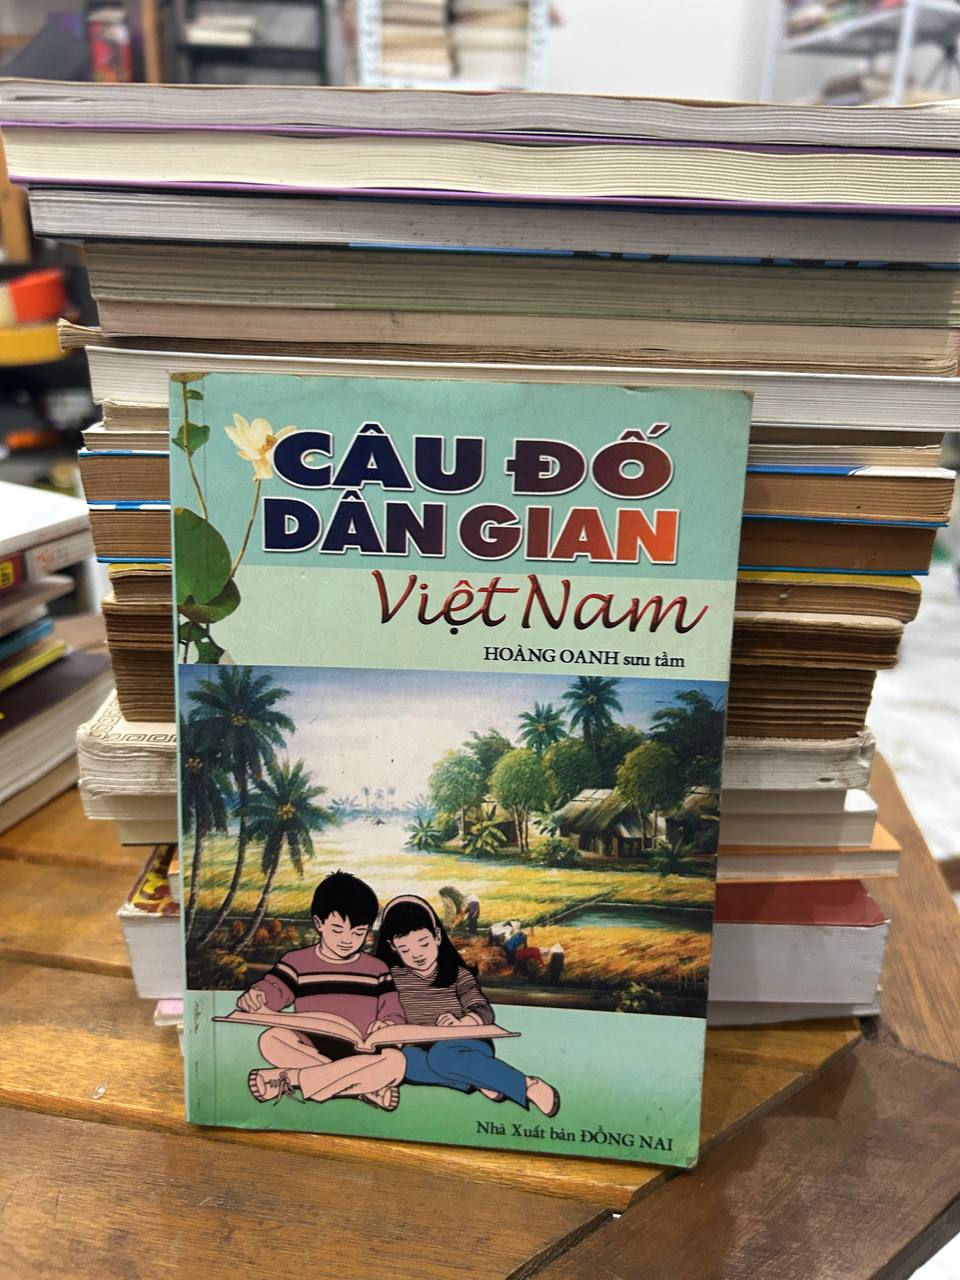 CÂU ĐỐ
DÂN GIAN
Việt Nam
HOÀNG OANH sưu tầm
Nhà Xuất bản ĐỒNG NAI